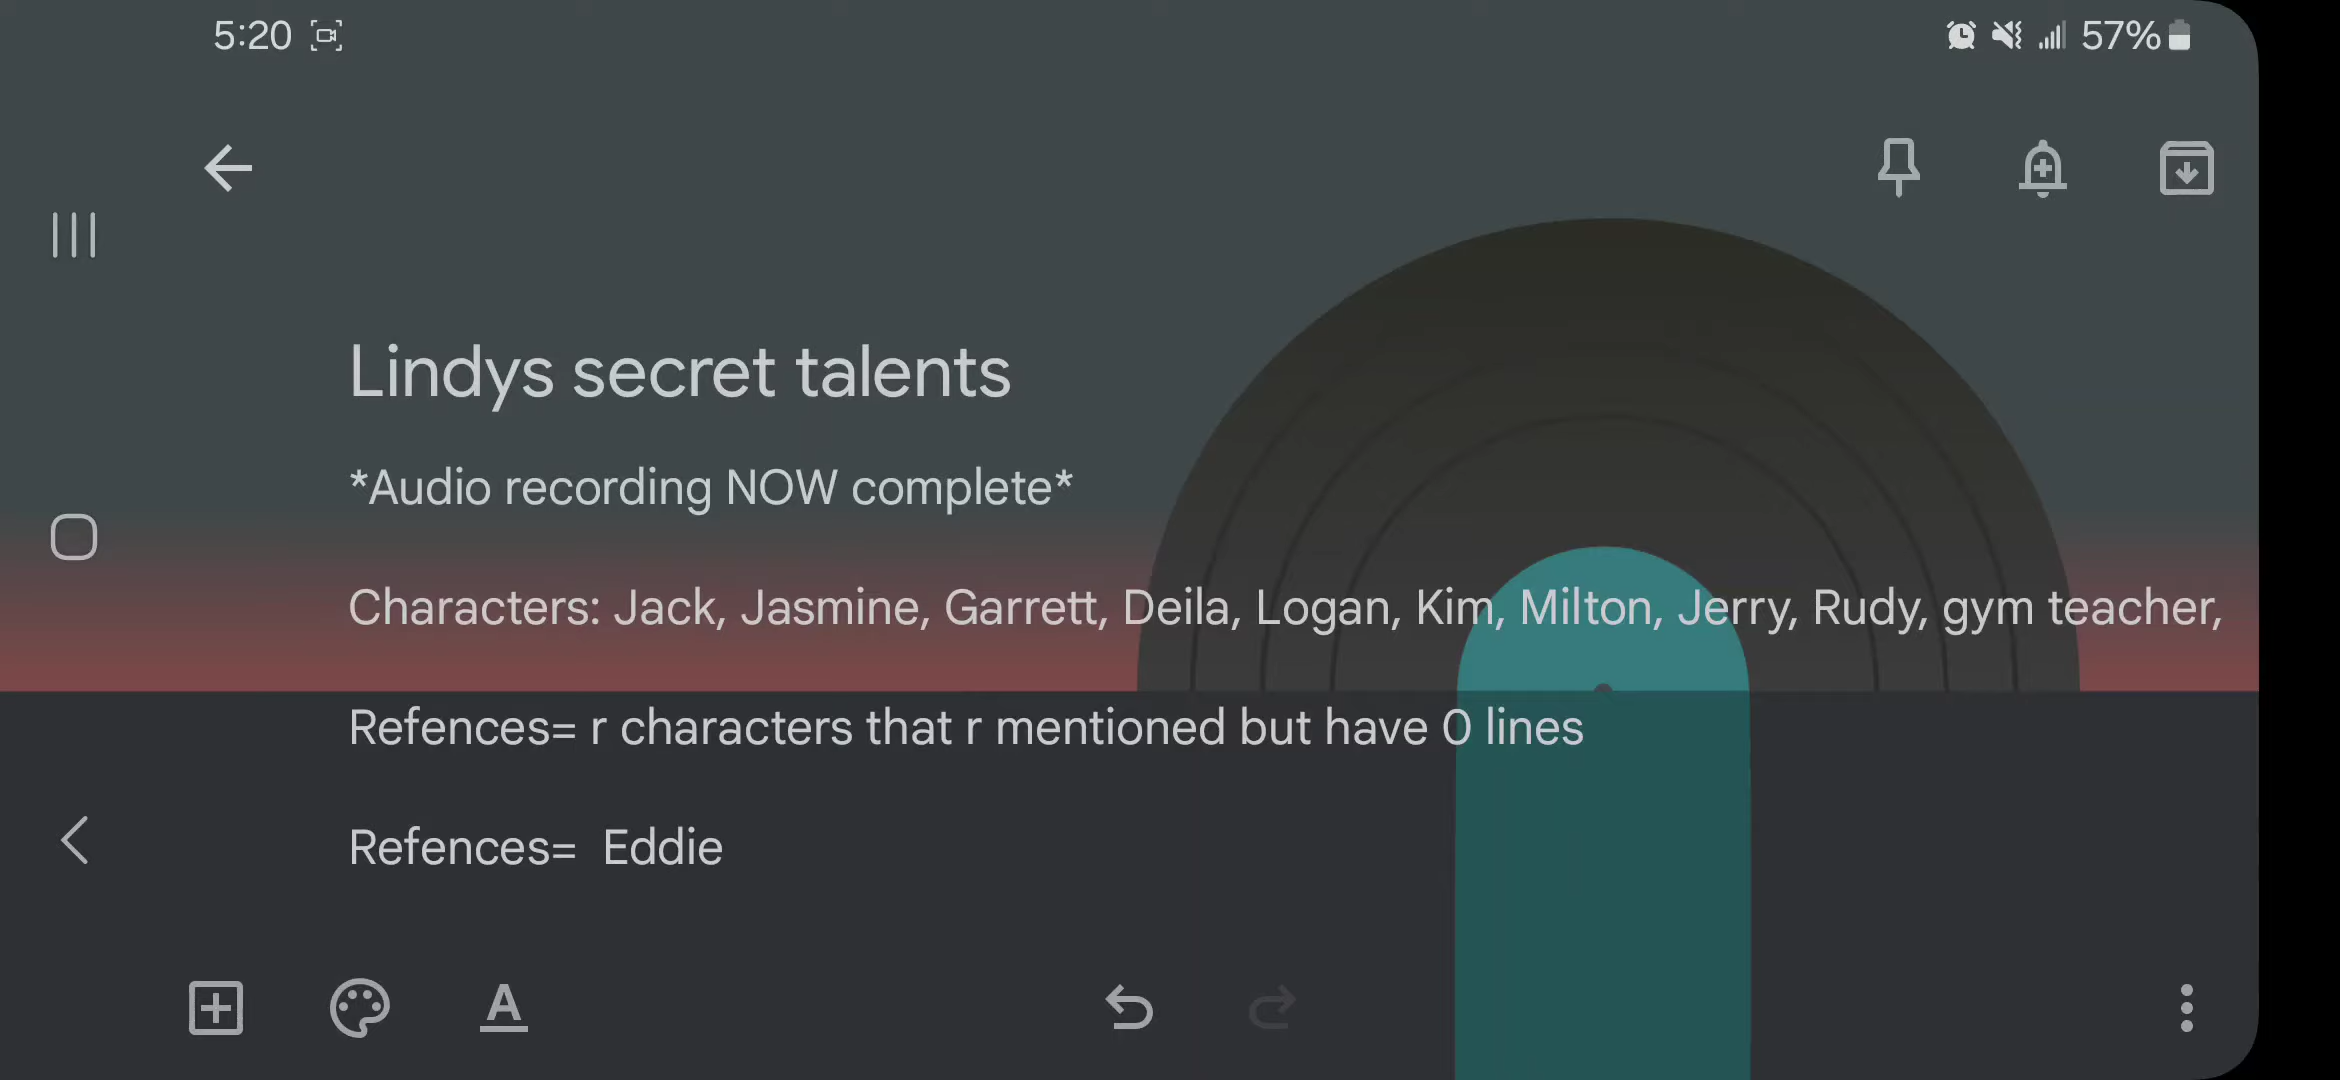 5:20
57%
Lindys secret talents
*Audio recording NOW complete*
Characters: Jack, Jasmine, Garrett, Deila, Logan, Kim, Milton, Jerry, Rudy, gym teacher,
Refences= r characters that r mentioned but have 0 lines
Refences=  Eddie
A